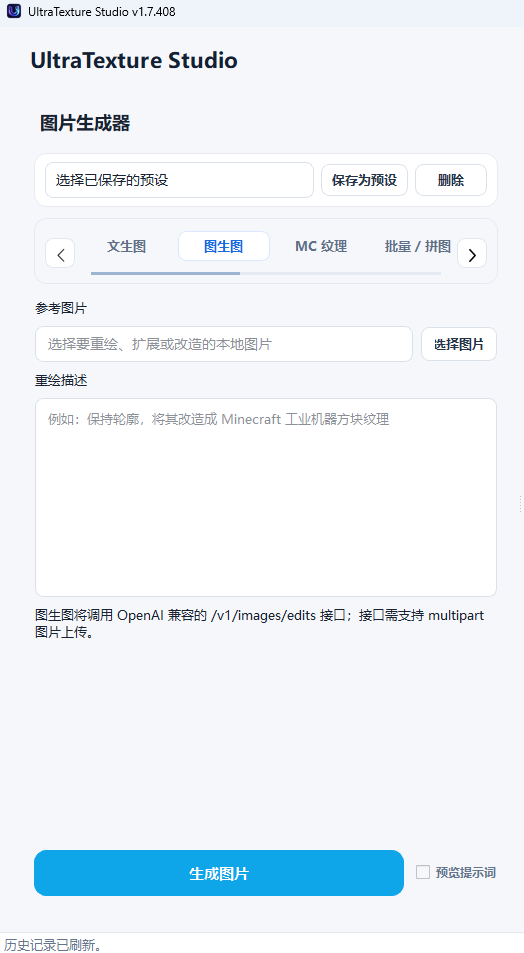 UltraTexture Studio v1.7.408
UltraTexture Studio
图片生成器
选择已保存的预设 保存为预设 删除
文生图 图生图 MC 纹理 批量 / 拼图
参考图片
选择要重绘、扩展或改造的本地图片 选择图片
重绘描述
例如：保持轮廓，将其改造成 Minecraft 工业机器方块纹理
图生图将调用 OpenAI 兼容的 /v1/images/edits 接口；接口需支持 multipart
图片上传。
生成图片 预览提示词
历史记录已刷新。